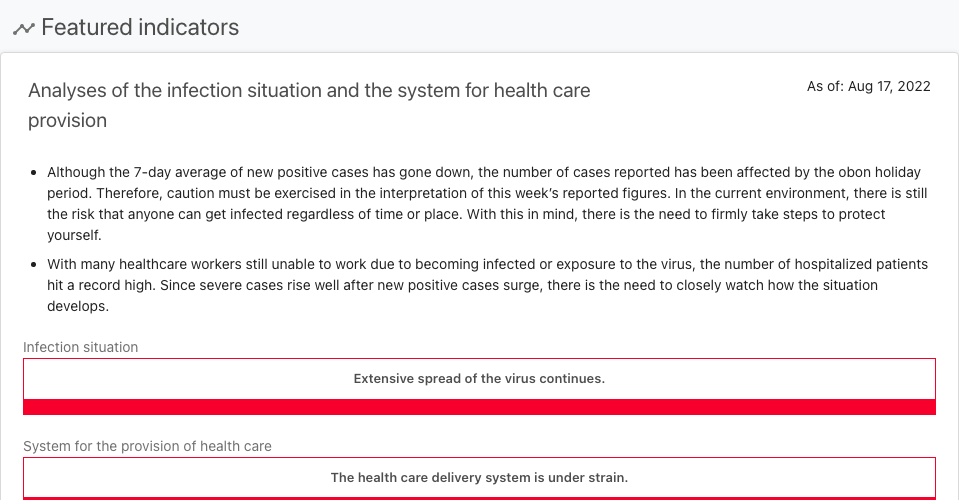 Featured indicators
Analyses of the infection situation and the system for health care
provision
As of: Aug 17, 2022
Although the 7-day average of new positive cases has gone down, the number of cases reported has been affected by the obon holiday
period. Therefore, caution must be exercised in the interpretation of this week’s reported figures. In the current environment, there is still
the risk that anyone can get infected regardless of time or place. With this in mind, there is the need to firmly take steps to protect
yourself.
With many healthcare workers still unable to work due to becoming infected or exposure to the virus, the number of hospitalized patients
hit a record high. Since severe cases rise well after new positive cases surge, there is the need to closely watch how the situation
develops.
Infection situation
Extensive spread of the virus continues.
System for the provision of health care
The health care delivery system is under strain.